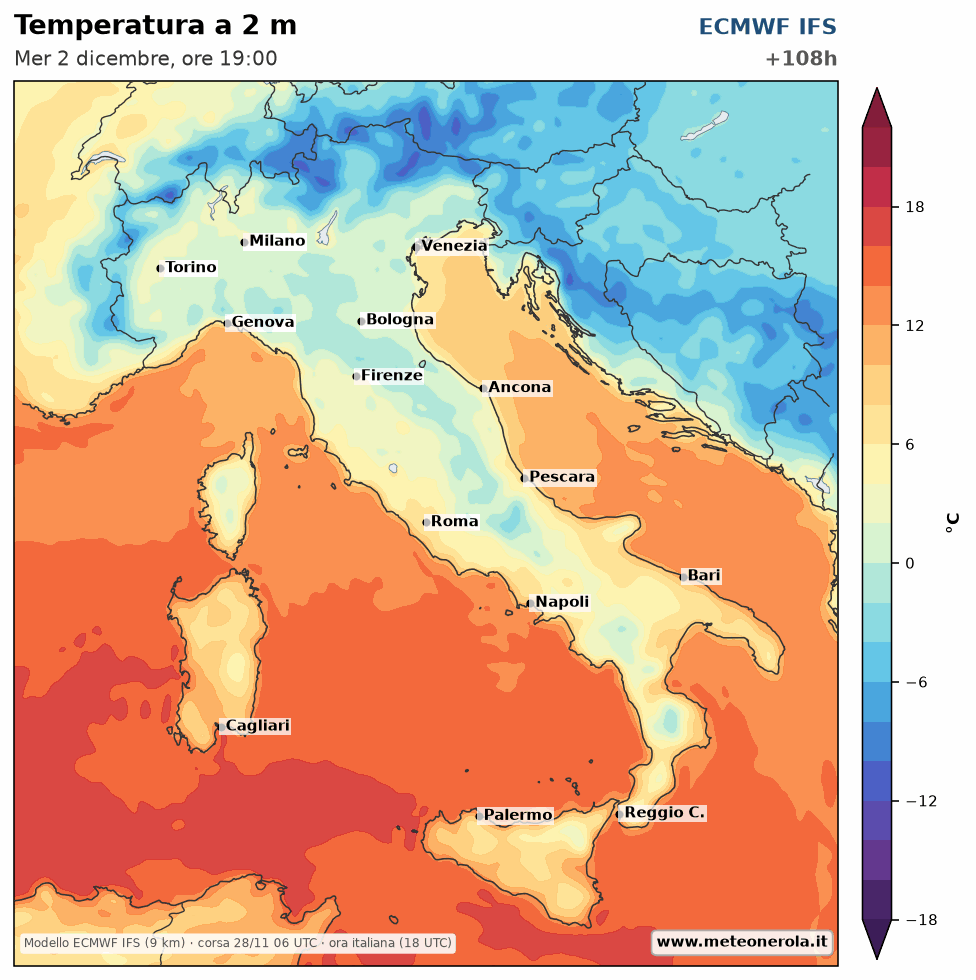 Temperatura a 2 m
ECMWF IFS
Mer 2 dicembre, ore 19:00
+108h
Milano
Venezia
Torino
Genova
Bologna
Firenze
Ancona
Pescara
Roma
Bari
Napoli
Cagliari
Palermo
Reggio C.
18
12
6
0
−6
−12
−18
°C
Modello ECMWF IFS (9 km) · corsa 28/11 06 UTC · ora italiana (18 UTC)
www.meteonerola.it